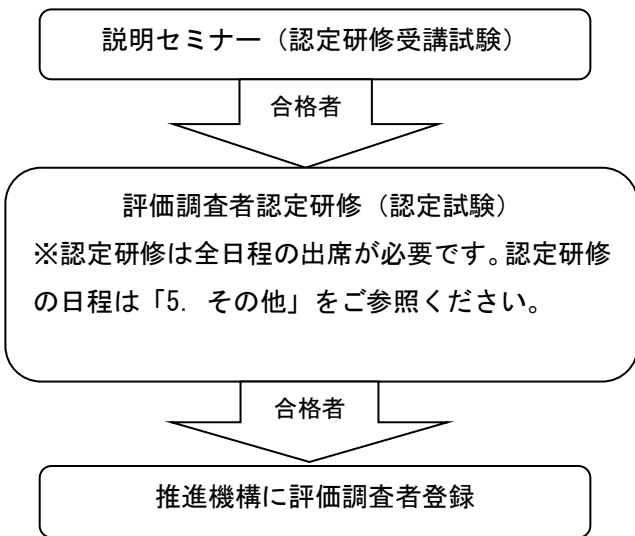 説明セミナー（認定研修受講試験）
合格者
評価調査者認定研修（認定試験）
※認定研修は全日程の出席が必要です。認定研修
の日程は「5. その他」をご参照ください。
合格者
推進機構に評価調査者登録